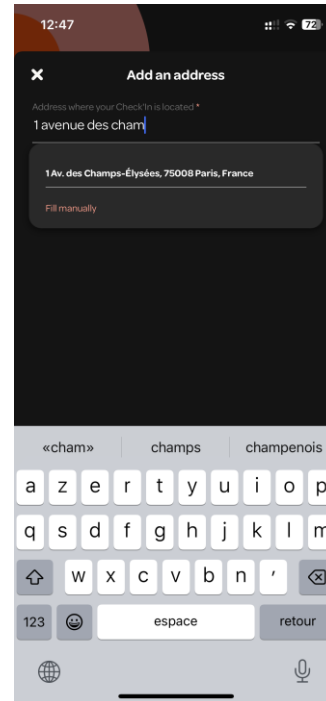 12:47
72
Add an address
Address where your Check'In is located *
1 avenue des cham
1 Av. des Champs-Élysées, 75008 Paris, France
Fill manually
«cham» champs champenois
a z e r t y u i o p
q s d f g h j k l m
w x c v b n '
123 espace retour